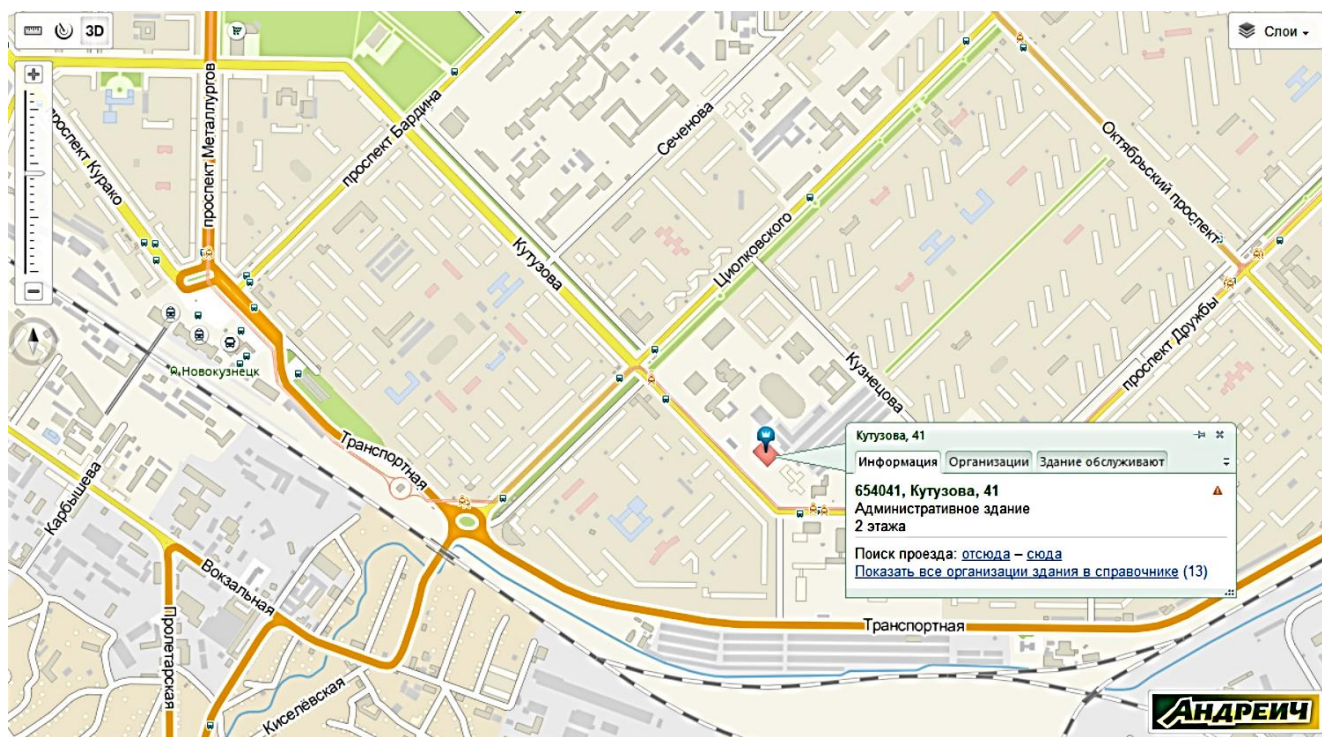 3D
Слои
проспект Металлургов
проспект Курако
проспект Бардина
Сеченова
Октябрьский проспект
Кутузова
Циолковского
проспект Дружбы
Кузнецова
Новокузнецк
Транспортная
Карбышева
Вокзальная
Пролетарская
Киселёвская
Транспортная
Кутузова, 41
Информация Организации Здание обслуживают
654041, Кутузова, 41
Административное здание
2 этажа
Поиск проезда: отсюда – сюда
Показать все организации здания в справочнике (13)
АНДРЕИЧ